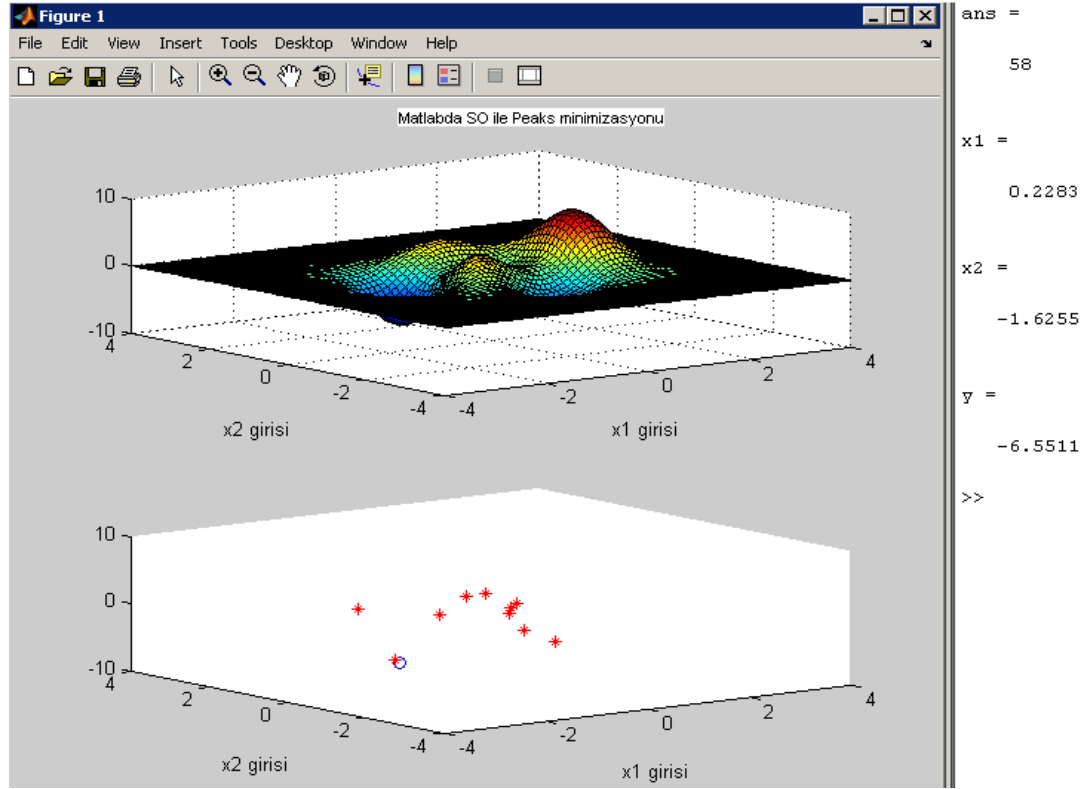 Figure 1
File Edit View Insert Tools Desktop Window Help
Matlabda SO ile Peaks minimizasyonu
10
0
-10
4
2
0
-2
-4
-4
-2
0
2
4
x2 girisi
x1 girisi
10
0
-10
4
2
0
-2
-4
-4
-2
0
2
4
x2 girisi
x1 girisi
ans =
58
x1 =
0.2283
x2 =
-1.6255
y =
-6.5511
>>